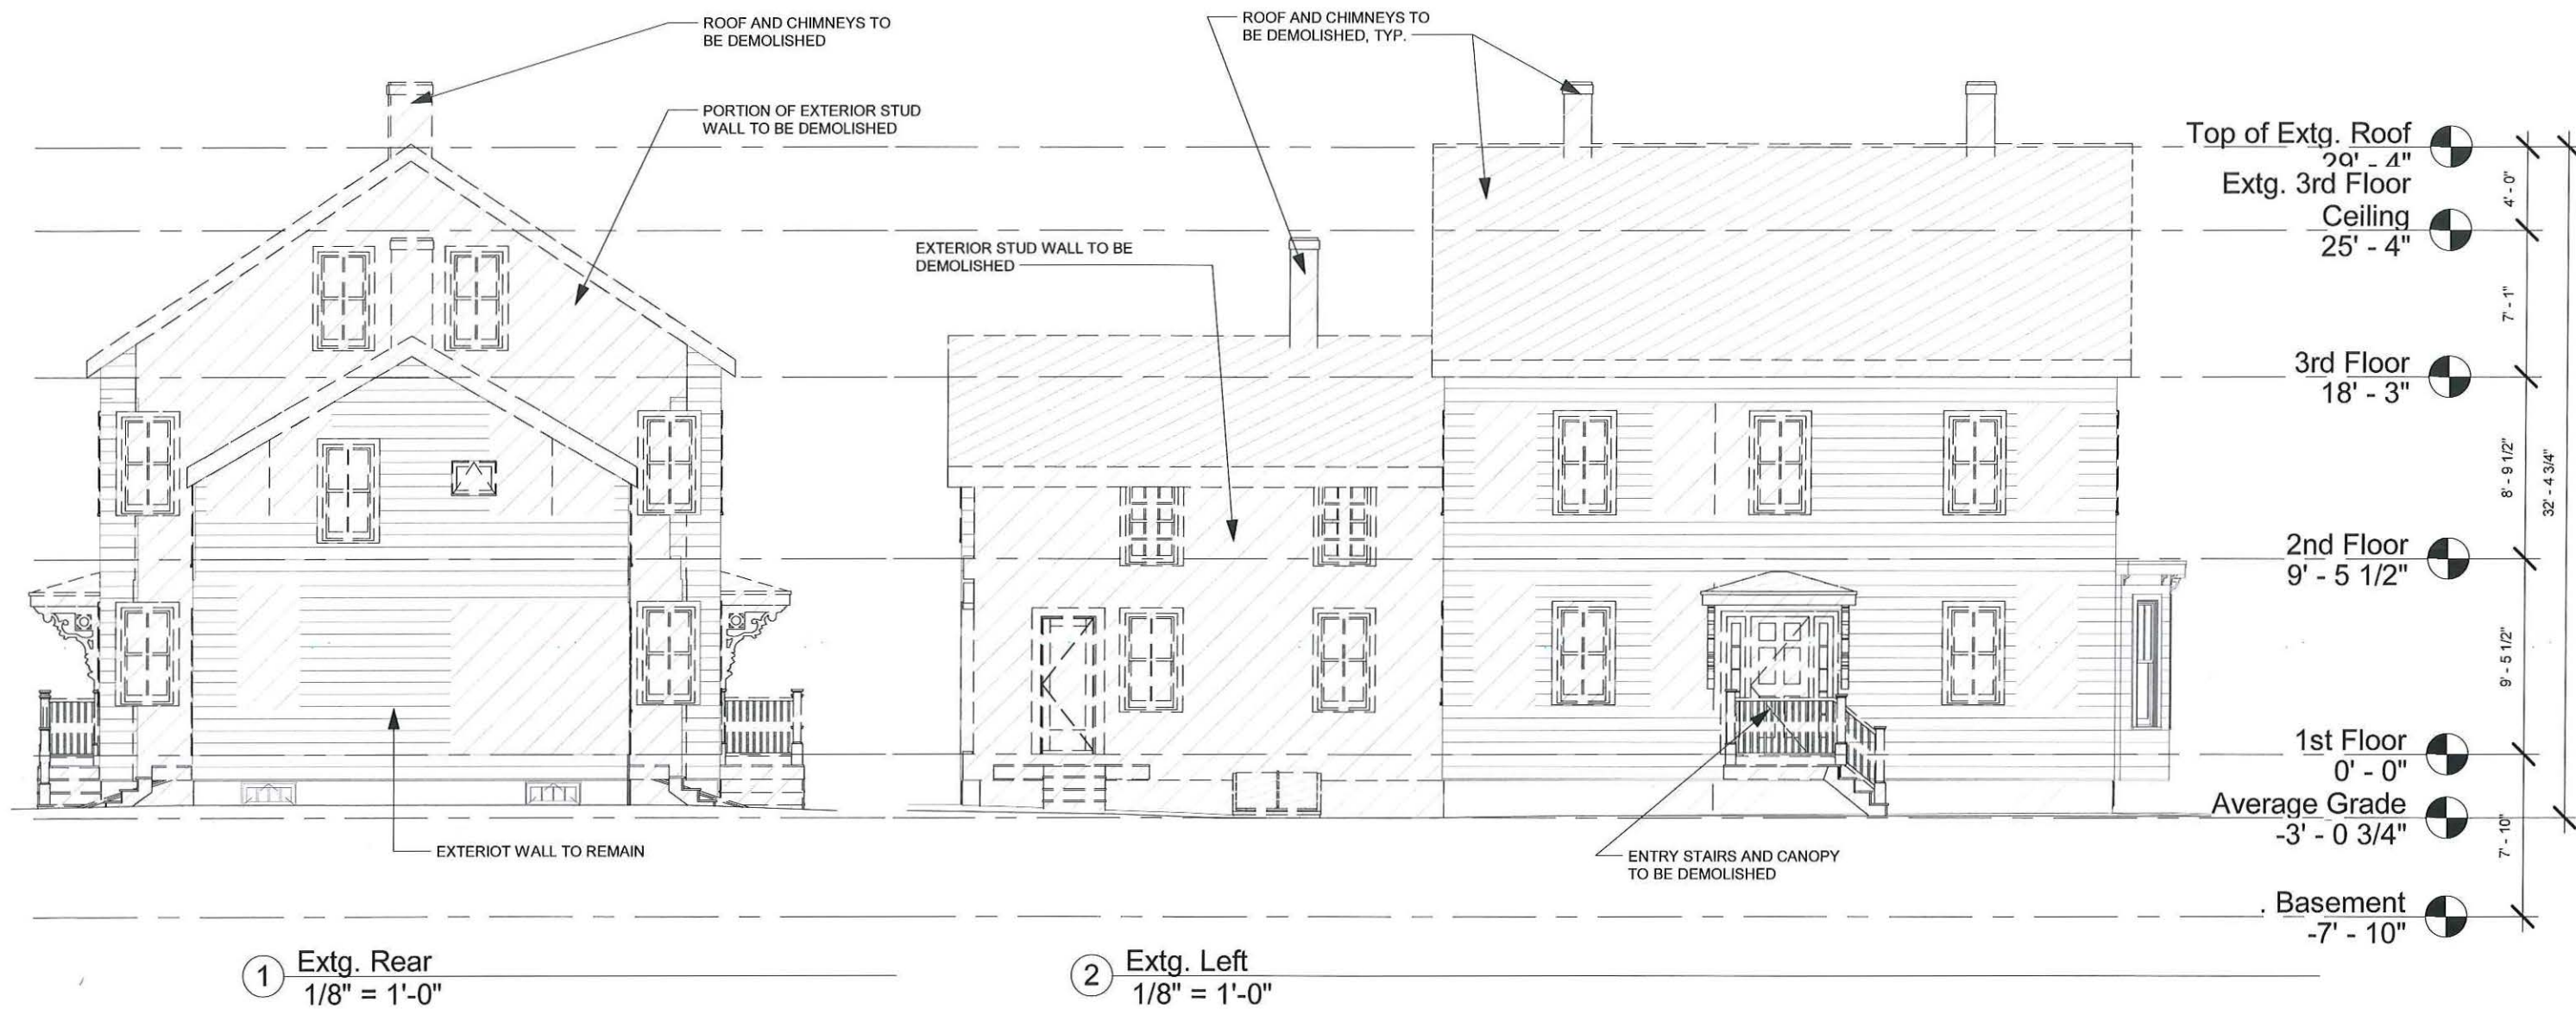 ROOF AND CHIMNEYS TO
BE DEMOLISHED
PORTION OF EXTERIOR STUD
WALL TO BE DEMOLISHED
ROOF AND CHIMNEYS TO
BE DEMOLISHED, TYP.
EXTERIOR STUD WALL TO BE
DEMOLISHED
EXTERIOT WALL TO REMAIN
ENTRY STAIRS AND CANOPY
TO BE DEMOLISHED
Top of Extg. Roof
29' - 4"
Extg. 3rd Floor
Ceiling
25' - 4"
3rd Floor
18' - 3"
2nd Floor
9' - 5 1/2"
1st Floor
0' - 0"
Average Grade
-3' - 0 3/4"
. Basement
-7' - 10"
4' - 0"
7' - 1"
8' - 9 1/2"
9' - 5 1/2"
7' - 10"
32' - 4 3/4"
1
Extg. Rear
1/8" = 1'-0"
2
Extg. Left
1/8" = 1'-0"